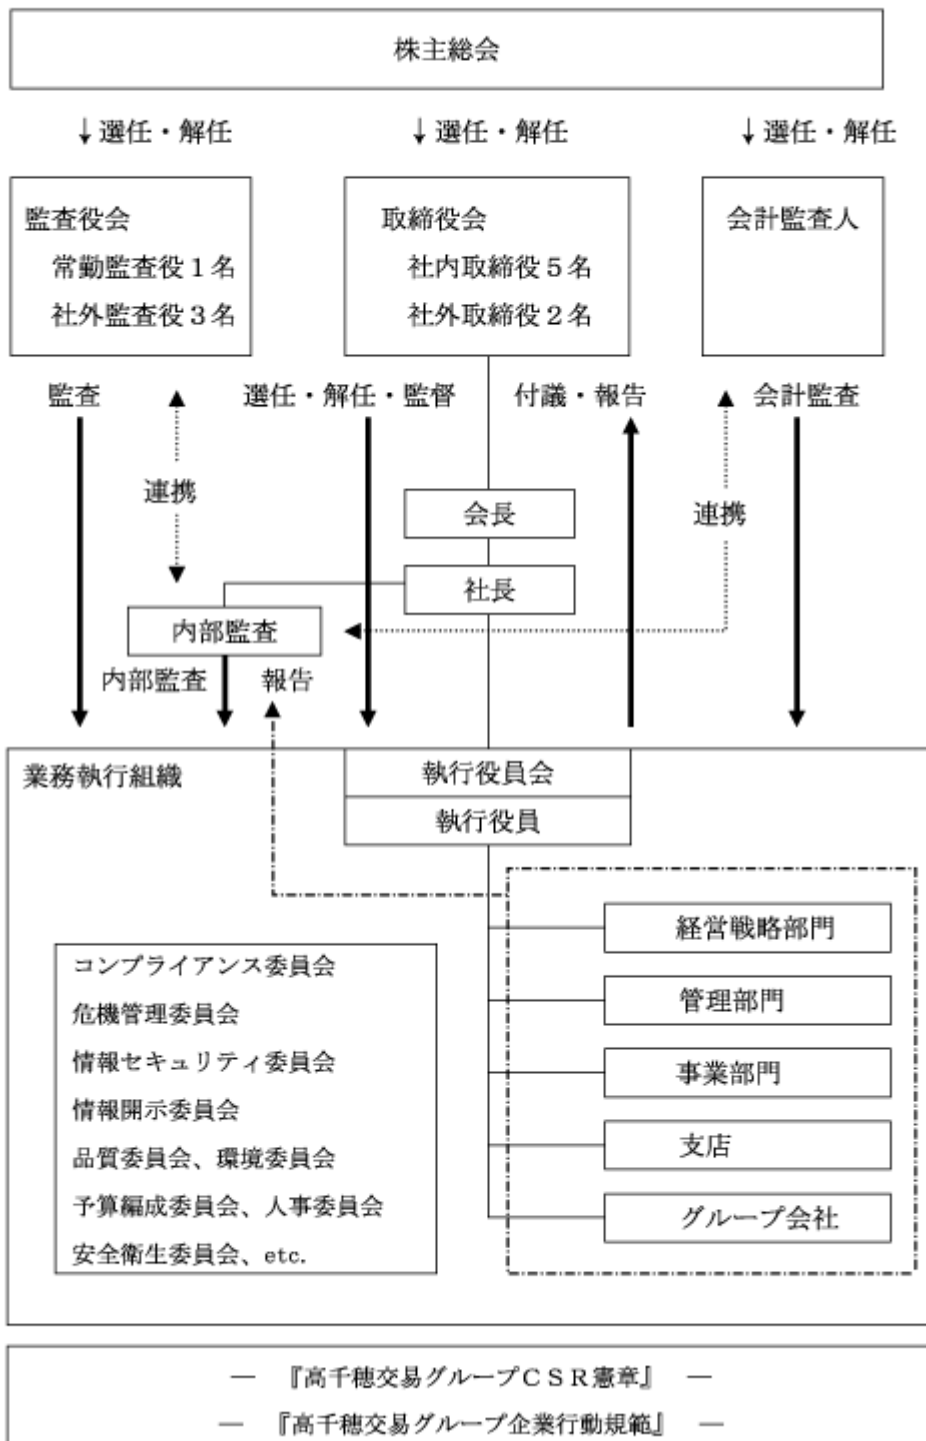 株主総会
↓選任・解任
↓選任・解任
↓選任・解任
監査役会
常勤監査役1名
社外監査役3名
取締役会
社内取締役5名
社外取締役2名
会計監査人
監査
選任・解任・監督
付議・報告
会計監査
連携
会長
連携
社長
内部監査
内部監査
報告
業務執行組織
執行役員会
執行役員
経営戦略部門
管理部門
事業部門
支店
グループ会社
コンプライアンス委員会
危機管理委員会
情報セキュリティ委員会
情報開示委員会
品質委員会、環境委員会
予算編成委員会、人事委員会
安全衛生委員会、etc.
― 『高千穂交易グループCSR憲章』 ―
― 『高千穂交易グループ企業行動規範』 ―